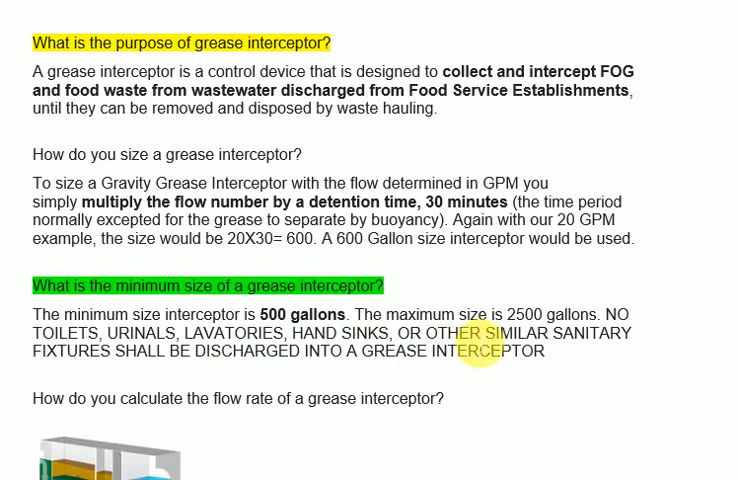 What is the purpose of grease interceptor?
A grease interceptor is a control device that is designed to collect and intercept FOG
and food waste from wastewater discharged from Food Service Establishments,
until they can be removed and disposed by waste hauling.
How do you size a grease interceptor?
To size a Gravity Grease Interceptor with the flow determined in GPM you
simply multiply the flow number by a detention time, 30 minutes (the time period
normally excepted for the grease to separate by buoyancy). Again with our 20 GPM
example, the size would be 20X30= 600. A 600 Gallon size interceptor would be used.
What is the minimum size of a grease interceptor?
The minimum size interceptor is 500 gallons. The maximum size is 2500 gallons. NO
TOILETS, URINALS, LAVATORIES, HAND SINKS, OR OTHER SIMILAR SANITARY
FIXTURES SHALL BE DISCHARGED INTO A GREASE INTERCEPTOR
How do you calculate the flow rate of a grease interceptor?